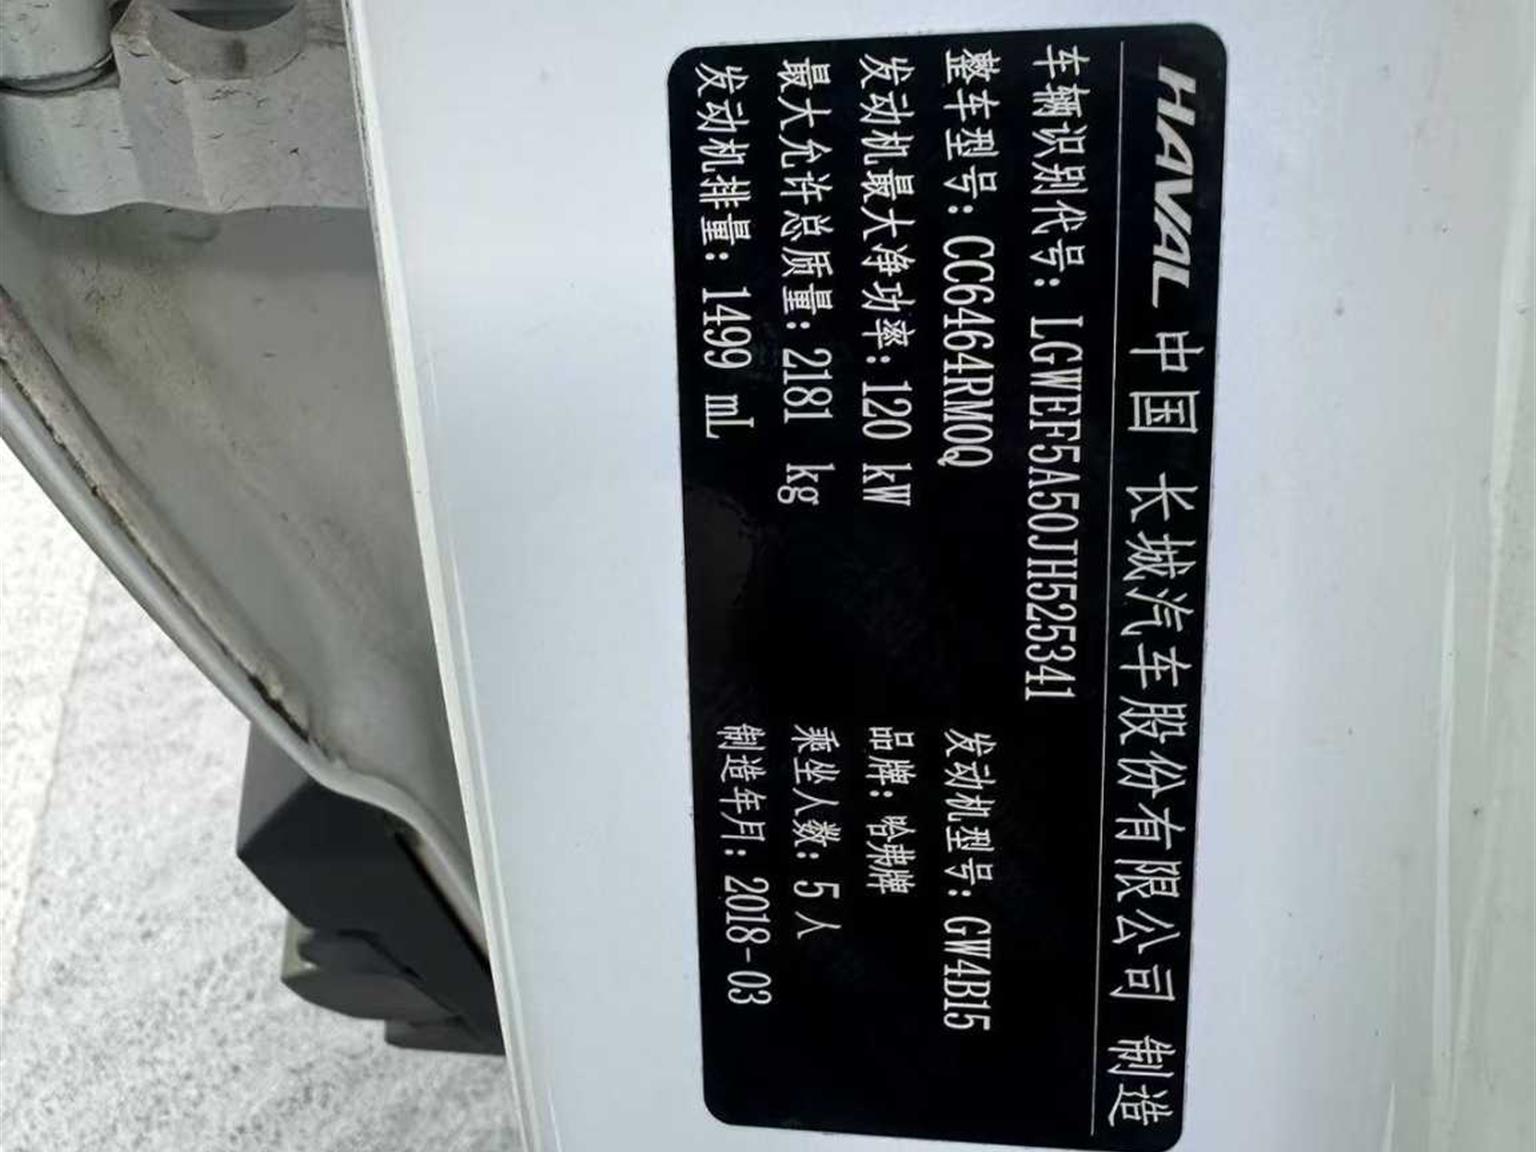 HAVAL 中国 长城汽车股份有限公司 制造
车辆识别代号：LGWEF5A50JH525341
整车型号：CC6464RM0Q 发动机型号：GW4B15
发动机最大净功率：120 kW 品牌：哈弗牌
最大允许总质量：2181 kg 乘坐人数：5人
发动机排量：1499 mL 制造年月：2018-03